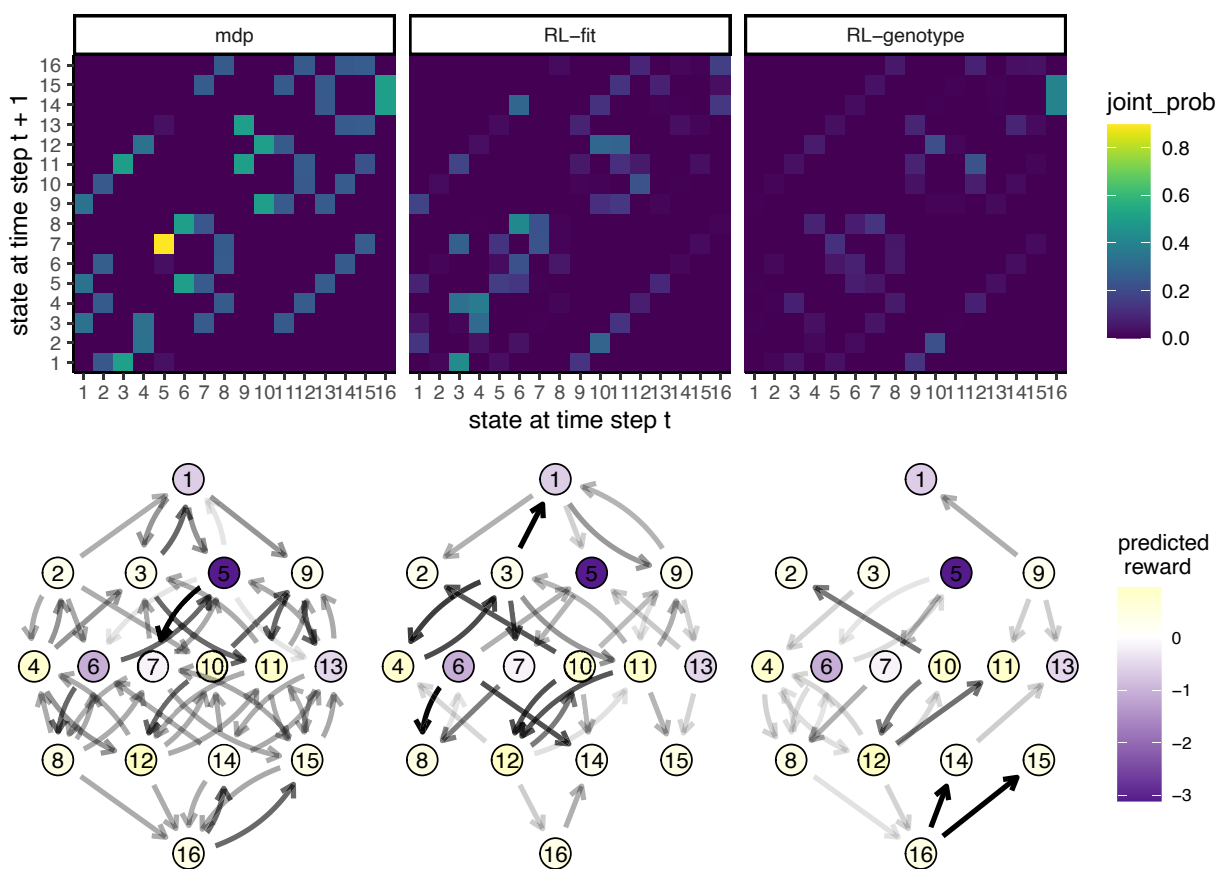 mdp RL−fit RL−genotype
16
15
14
13
12
11
10
9
8
7
6
5
4
3
2
1
state at time step t + 1
1 2 3 4 5 6 7 8 9 10 11 12 13 14 15 16 1 2 3 4 5 6 7 8 9 10 11 12 13 14 15 16 1 2 3 4 5 6 7 8 9 10 11 12 13 14 15 16
state at time step t
joint_prob
0.8
0.6
0.4
0.2
0.0
1 1 1
2 3 5 9 2 3 5 9 2 3 5 9
4 6 7 10 11 13 4 6 7 10 11 13 4 6 7 10 11 13
8 12 14 15 8 12 14 15 8 12 14 15
16 16 16
predicted
reward
0
−1
−2
−3